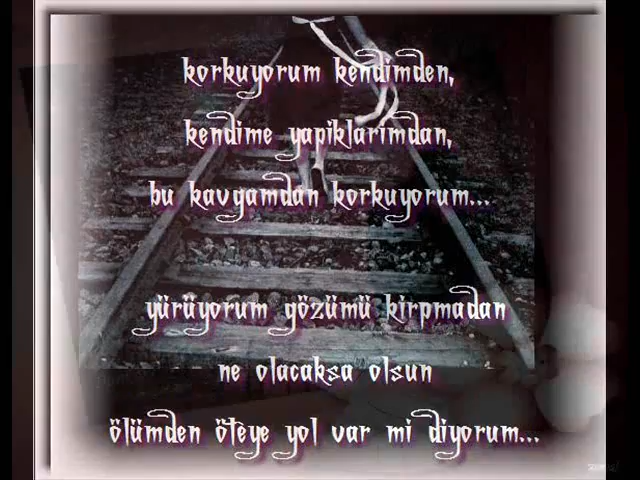 korkuyorum kendimden,
kendime yapiklarimdan,
bu kavgamdan korkuyorum...
yürüyorum gözümü kirpmadan
ne olacaksa olsun
ölümden öteye yol var mi diyorum...